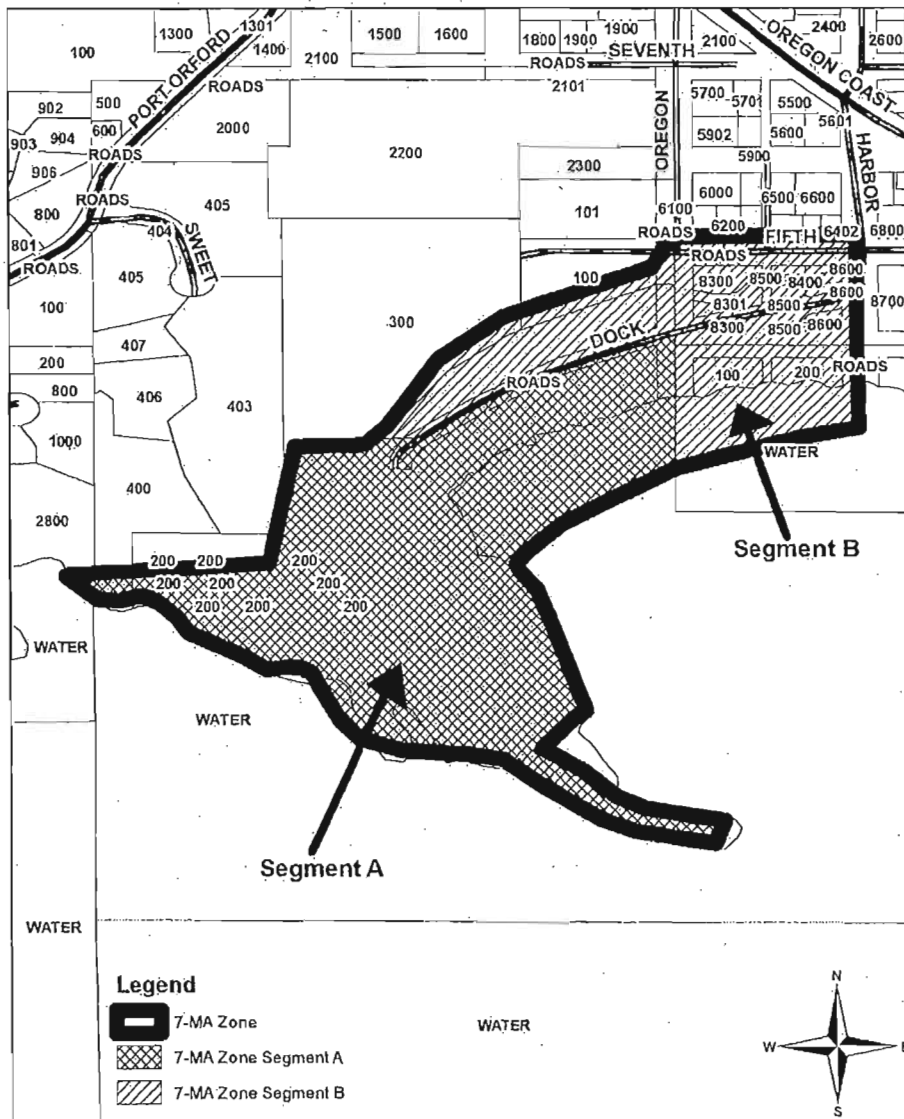 1301
1300
1500
1600
1800
1900
1900
2100
2400
2600
100
1400
2100
SEVENTH
ROADS
OREGON COAST
PORT ORFORD
ROADS
2101
902
500
5700
5701
5500
5601
903
904
600
2000
2200
OREGON
5902
5600
HARBOR
ROADS
906
2300
5900
ROADS
405
6000
6500
6600
800
404
SWEET
101
6100
6200
801
ROADS
FIFTH
6402
6800
ROADS
ROADS
405
100
8300
8500
8400
8600
100
300
8301
8500
8600
8700
407
DOCK
8300
8500
8600
200
ROADS
100
200
ROADS
800
406
403
1000
WATER
400
2800
Segment B
200
200
200
200
200
200
200
200
200
WATER
WATER
Segment A
WATER
Legend
7-MA Zone
WATER
7-MA Zone Segment A
7-MA Zone Segment B
N
W
E
S